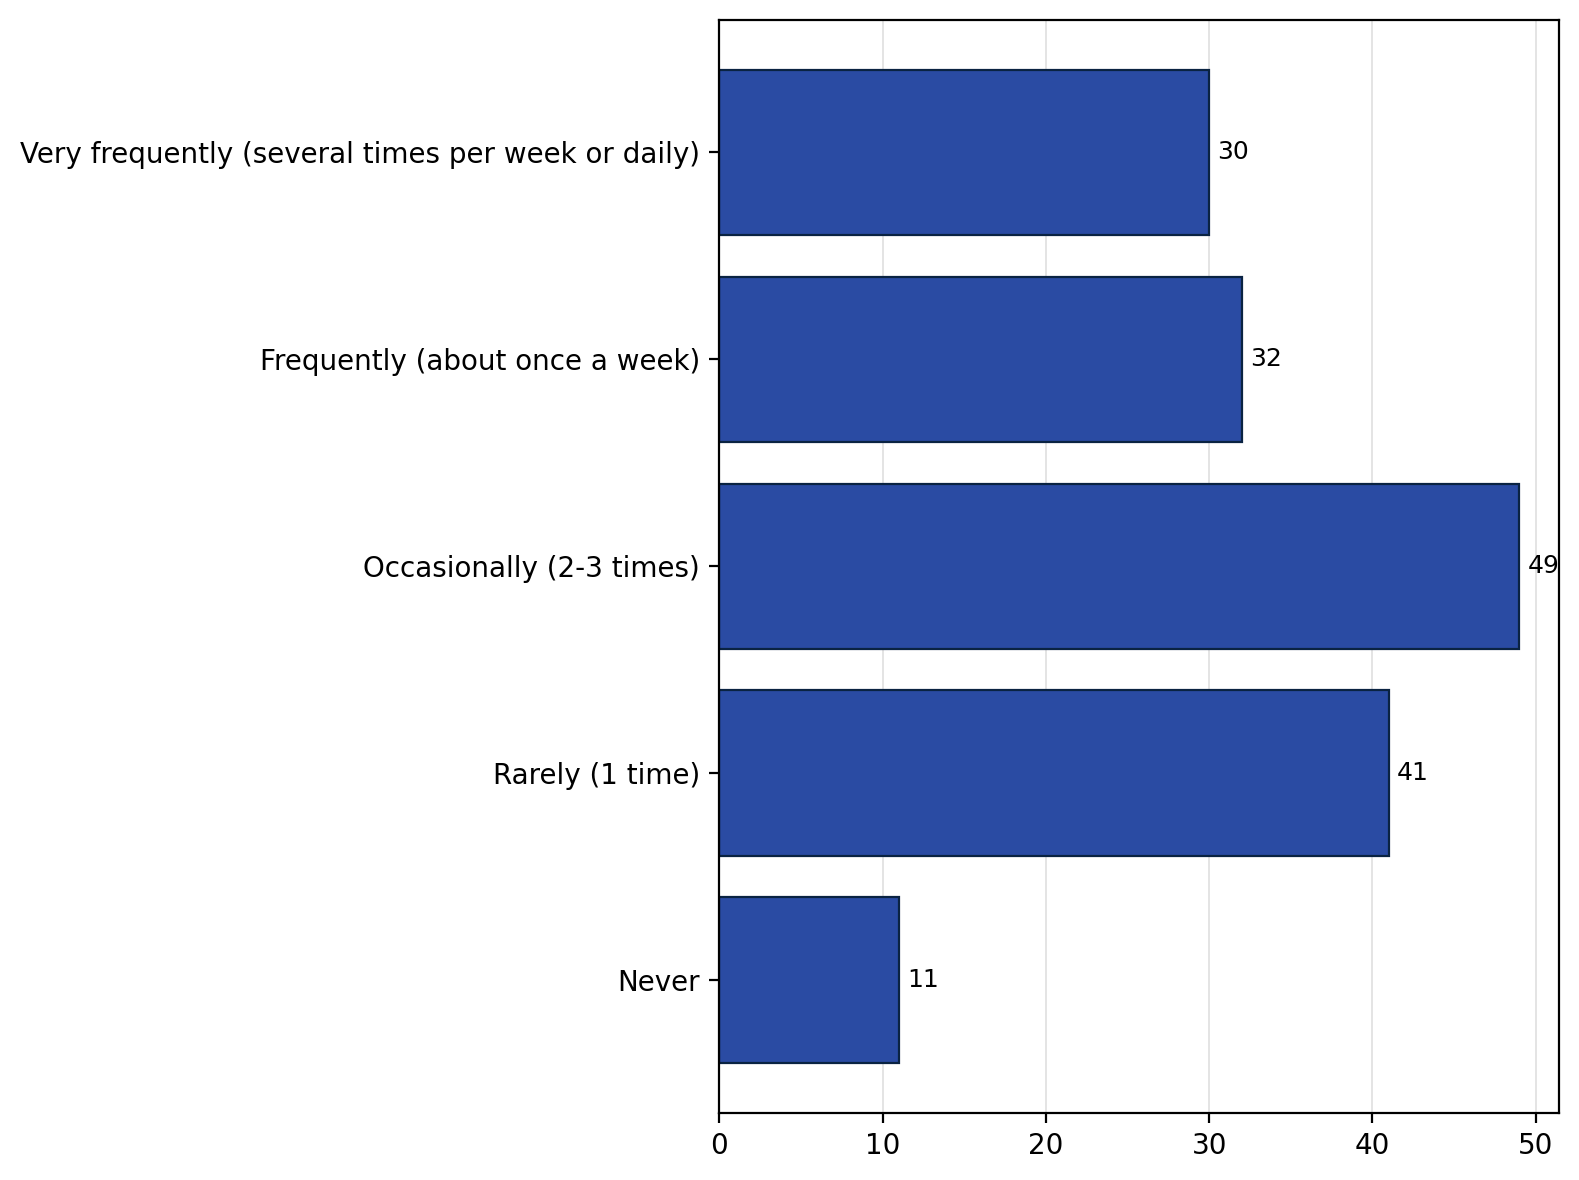 Very frequently (several times per week or daily)
30
Frequently (about once a week)
32
Occasionally (2-3 times)
49
Rarely (1 time)
41
Never
11
0 10 20 30 40 50